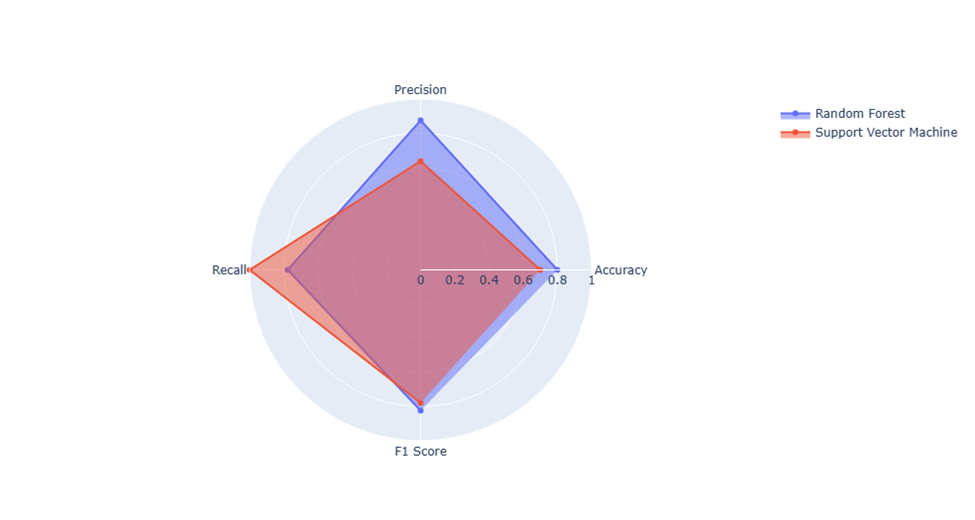 Precision
Random Forest
Support Vector Machine
Recall
Accuracy
0 0.2 0.4 0.6 0.8 1
F1 Score